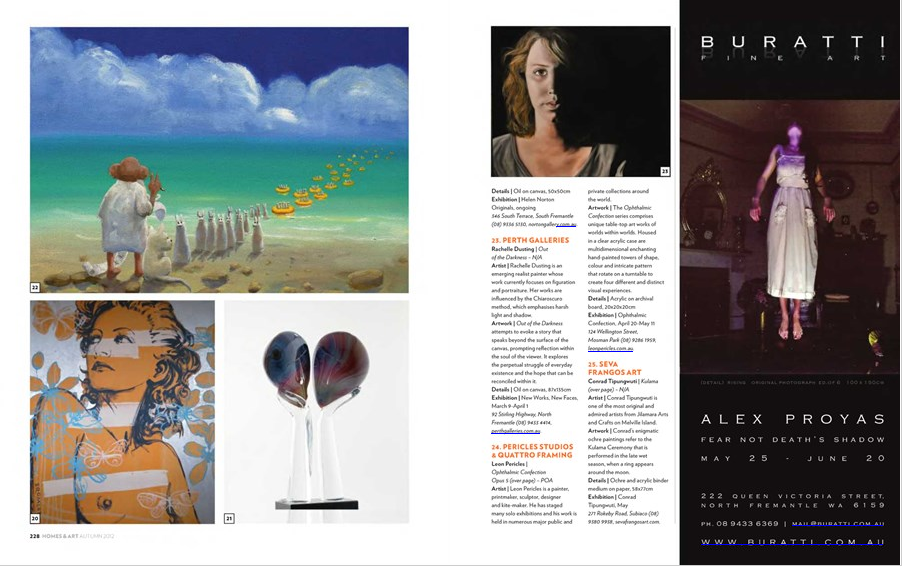 22
20
21
228 HOMES & ART AUTUMN 2012
23
Details | Oil on canvas, 50x50cm
Exhibition | Helen Norton
Originals, ongoing
546 South Terrace, South Fremantle
(08) 9336 5130, nortongallery.com.au
23. PERTH GALLERIES
Rachelle Dusting | Out
of the Darkness – N/A
Artist | Rachelle Dusting is an
emerging realist painter whose
work currently focuses on figuration
and portraiture. Her works are
influenced by the Chiaroscuro
method, which emphasises harsh
light and shadow.
Artwork | Out of the Darkness
attempts to evoke a story that
speaks beyond the surface of the
canvas, prompting reflection within
the soul of the viewer. It explores
the perpetual struggle of everyday
existence and the hope that can be
reconciled within it.
Details | Oil on canvas, 87x135cm
Exhibition | New Works, New Faces,
March 9-April 1
92 Stirling Highway, North
Fremantle (08) 9433 4414,
perthgalleries.com.au
24. PERICLES STUDIOS
& QUATTRO FRAMING
Leon Pericles |
Ophthalmic Confection
Opus 5 (over page) – POA
Artist | Leon Pericles is a painter,
printmaker, sculptor, designer
and kite-maker. He has staged
many solo exhibitions and his work is
held in numerous major public and
private collections around
the world.
Artwork | The Ophthalmic
Confection series comprises
unique table-top art works of
worlds within worlds. Housed
in a clear acrylic case are
multidimensional enchanting
hand-painted towers of shape,
colour and intricate pattern
that rotate on a turntable to
create four different and distinct
visual experiences.
Details | Acrylic on archival
board, 20x20x20cm
Exhibition | Ophthalmic
Confection, April 20-May 11
124 Wellington Street,
Mosman Park (08) 9286 1959,
leonpericles.com.au
25. SEVA
FRANGOS ART
Conrad Tipungwuti | Kulama
(over page) – N/A
Artist | Conrad Tipungwuti is
one of the most original and
admired artists from Jilamara Arts
and Crafts on Melville Island.
Artwork | Conrad's enigmatic
ochre paintings refer to the
Kulama Ceremony that is
performed in the late wet
season, when a ring appears
around the moon.
Details | Ochre and acrylic binder
medium on paper, 58x77cm
Exhibition | Conrad
Tipungwuti, May
271 Rokeby Road, Subiaco (08)
9380 9938, sevafrangosart.com.
BURATTI
FINE ART
(DETAIL) RISING ORIGINAL PHOTOGRAPH ED.OF 6 100 X 130CM
ALEX PROYAS
FEAR NOT DEATH'S SHADOW
MAY 25 - JUNE 20
222 QUEEN VICTORIA STREET,
NORTH FREMANTLE WA 6159
PH. 08 9433 6369 | MAIL@BURATTI.COM.AU
WWW.BURATTI.COM.AU